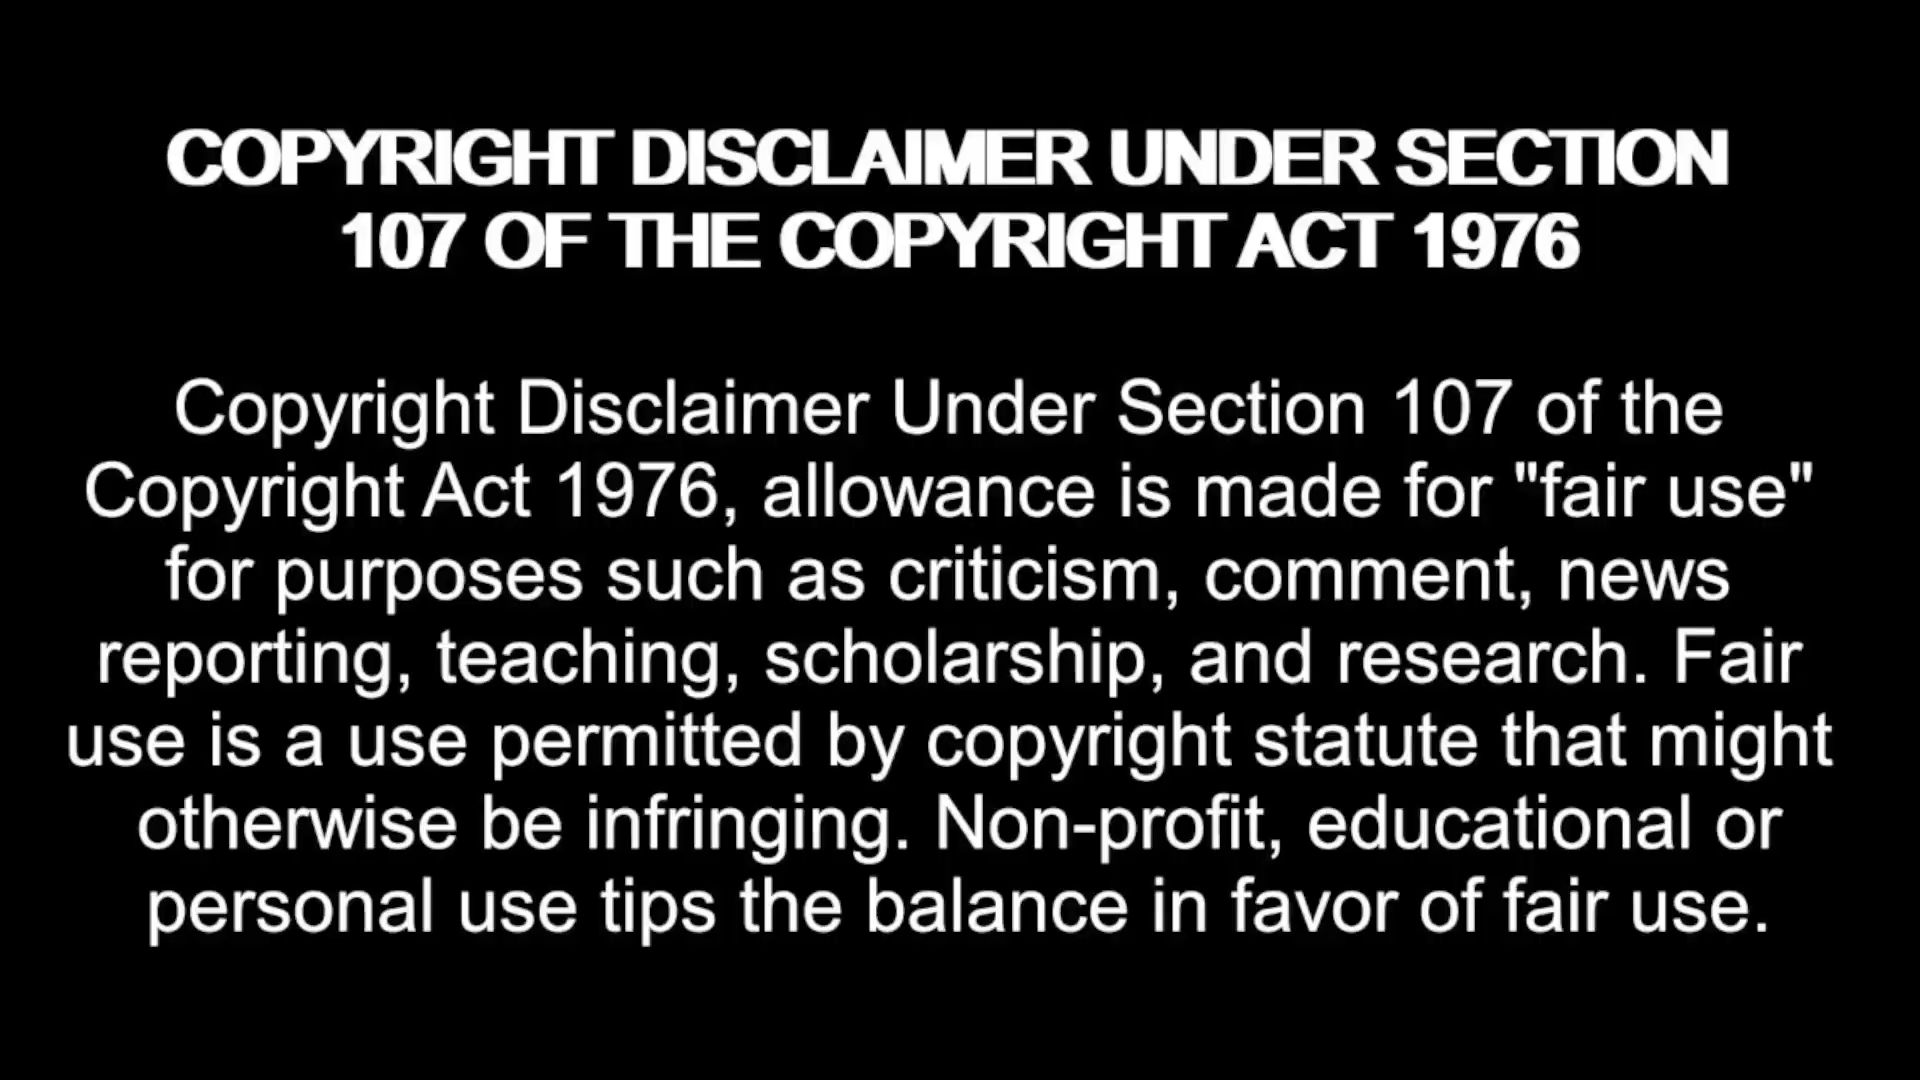 COPYRIGHT DISCLAIMER UNDER SECTION
107 OF THE COPYRIGHT ACT 1976
Copyright Disclaimer Under Section 107 of the
Copyright Act 1976, allowance is made for "fair use"
for purposes such as criticism, comment, news
reporting, teaching, scholarship, and research. Fair
use is a use permitted by copyright statute that might
otherwise be infringing. Non-profit, educational or
personal use tips the balance in favor of fair use.